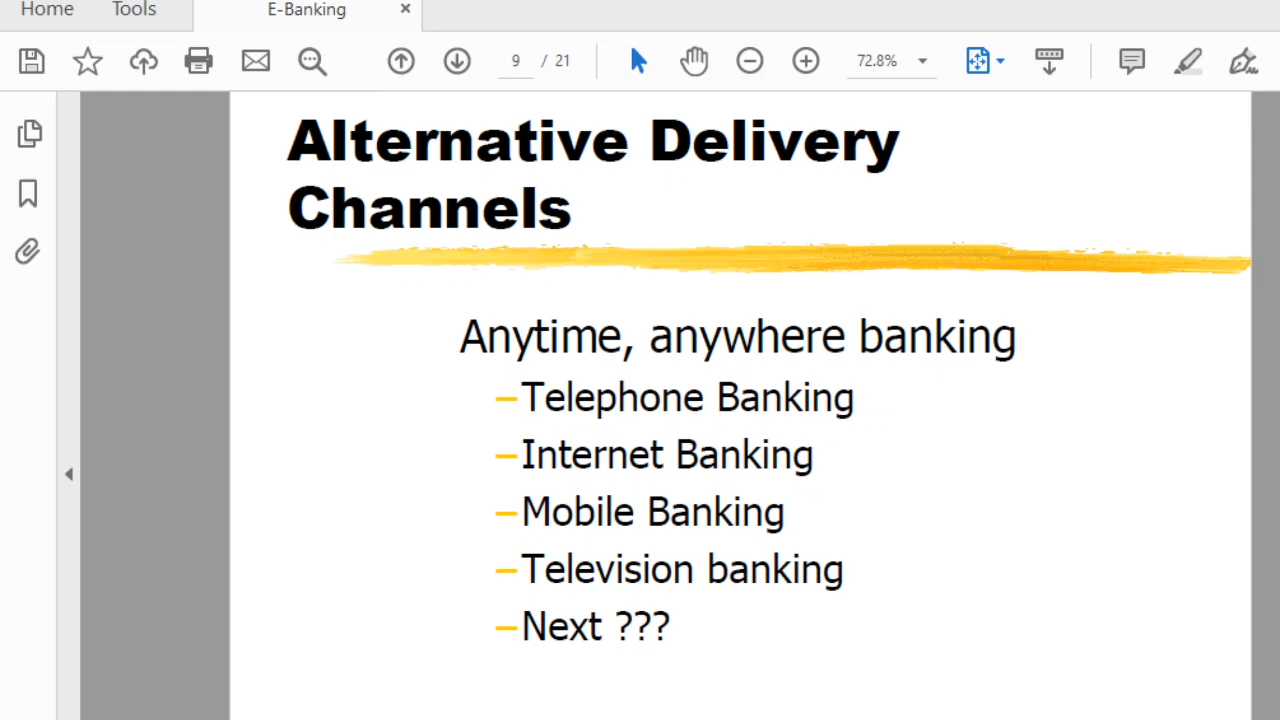 Home Tools E-Banking ×
9 / 21 72.8%
Alternative Delivery
Channels
Anytime, anywhere banking
–Telephone Banking
–Internet Banking
–Mobile Banking
–Television banking
–Next ???